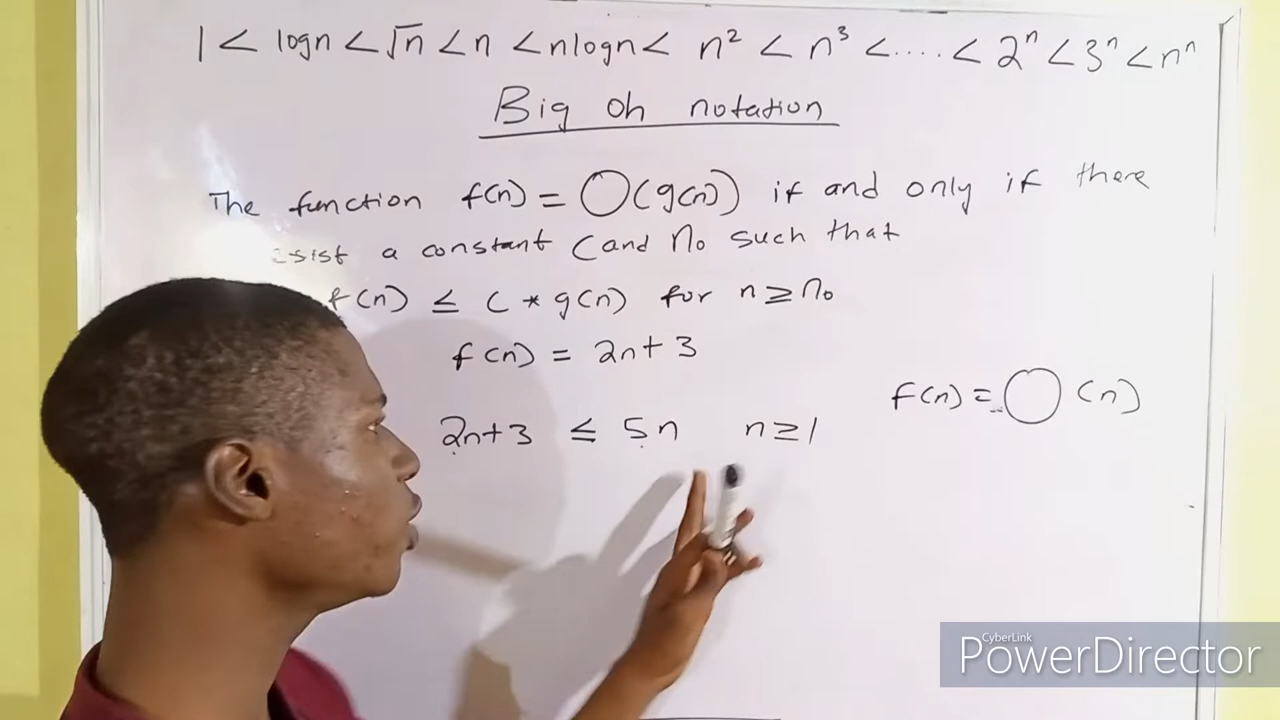 1 < logn < √n < n < nlogn < n² < n³ < .... < 2ⁿ < 3ⁿ < nⁿ
Big Oh notation
The function f(n) = O(g(n)) if and only if there
a constant C and n₀ such that
f(n) ≤ C * g(n) for n ≥ n₀
f(n) = 2n + 3
f(n) = O(n)
2n+3 ≤ 5n n ≥ 1
CyberLink
PowerDirector